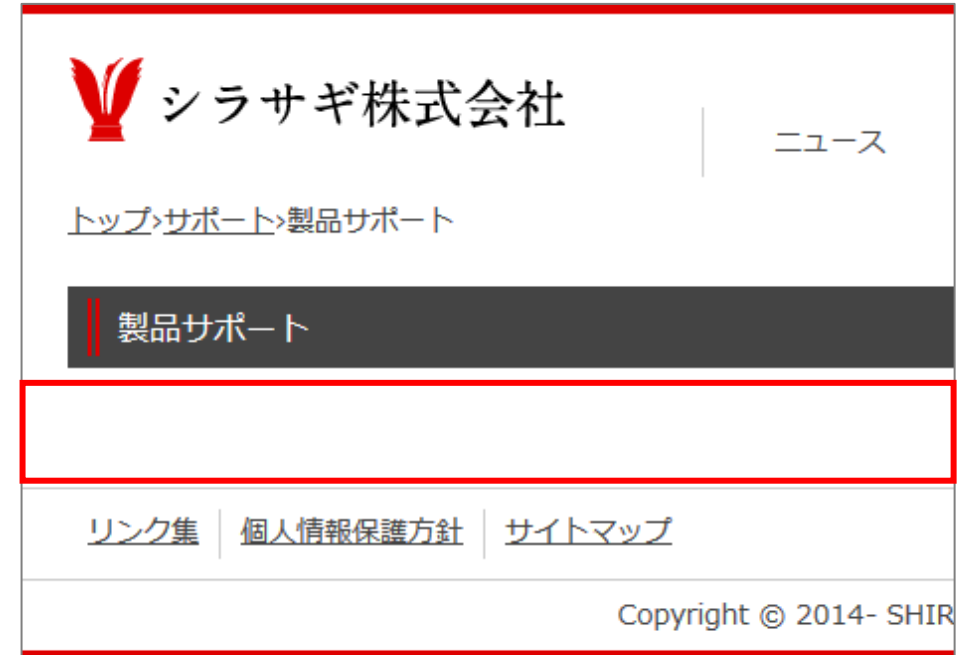 シラサギ株式会社
ニュース
トップ›サポート›製品サポート
製品サポート
リンク集 個人情報保護方針 サイトマップ
Copyright © 2014- SHIR